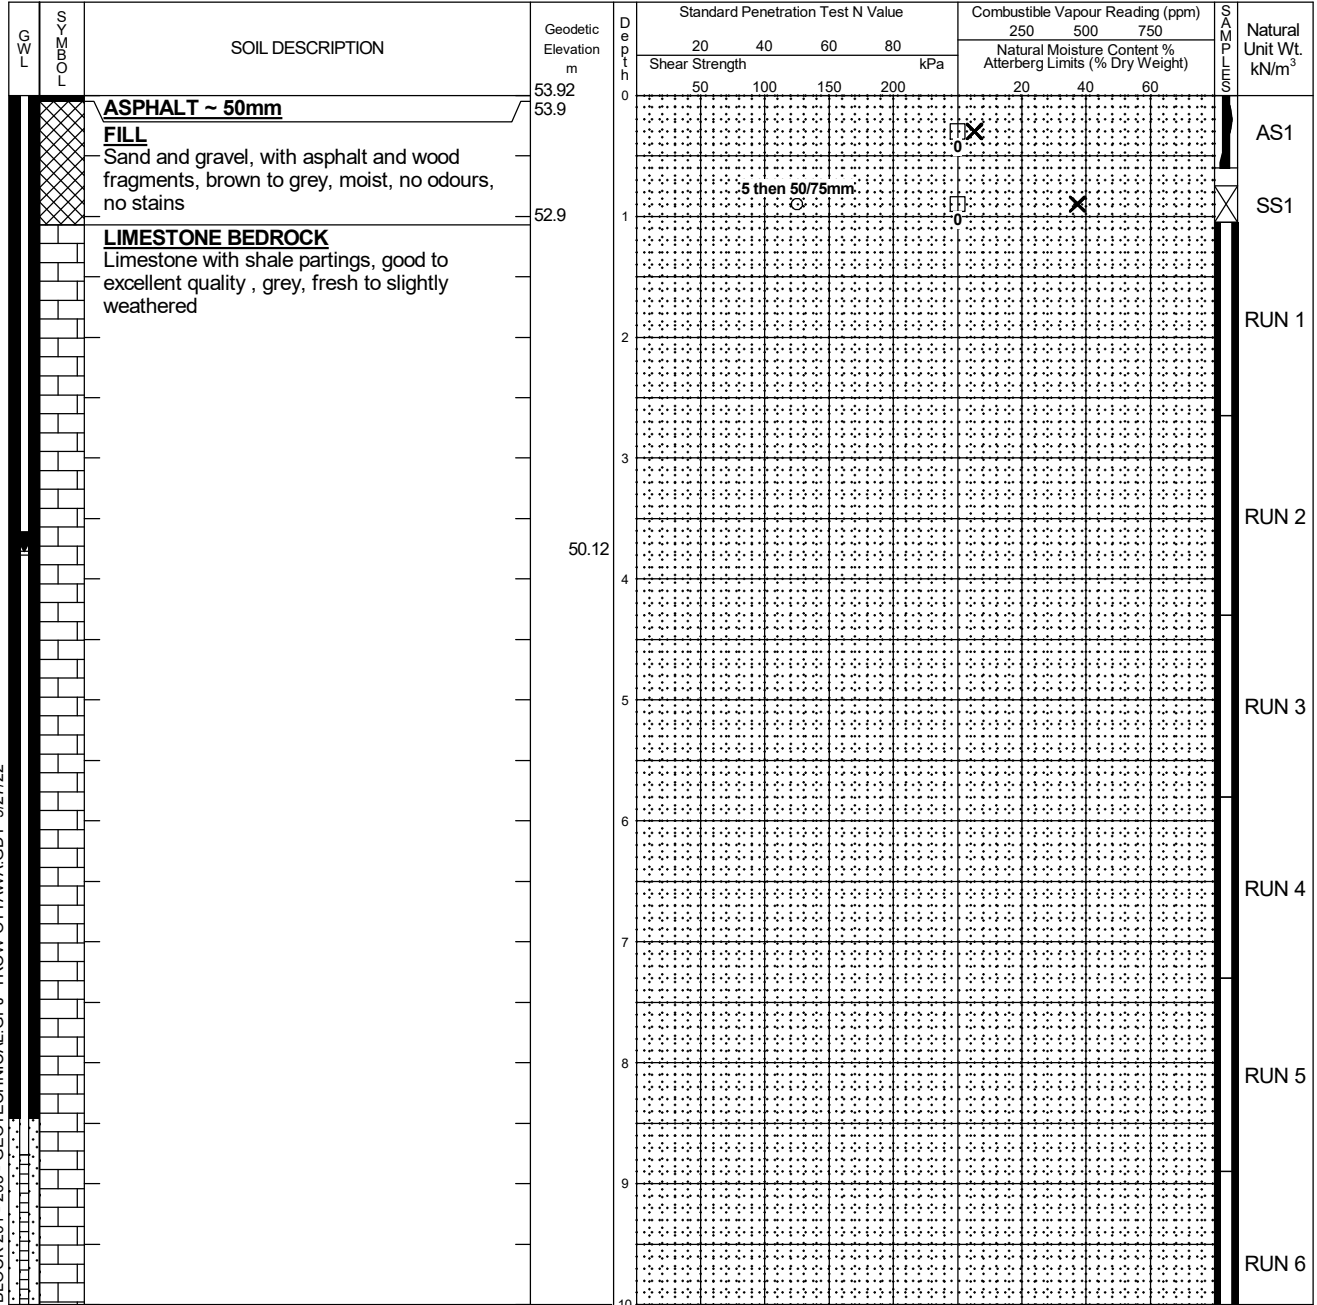 GWL
SYMBOL
SOIL DESCRIPTION
Geodetic
Elevation
m
Depth
Standard Penetration Test N Value
20 40 60 80
Shear Strength kPa
50 100 150 200
Combustible Vapour Reading (ppm)
250 500 750
Natural Moisture Content %
Atterberg Limits (% Dry Weight)
20 40 60
SAMPLES
Natural
Unit Wt.
kN/m³
53.92
0
ASPHALT ~ 50mm
53.9
FILL
Sand and gravel, with asphalt and wood
fragments, brown to grey, moist, no odours,
no stains
0
AS1
5 then 50/75mm
0
SS1
52.9
1
LIMESTONE BEDROCK
Limestone with shale partings, good to
excellent quality , grey, fresh to slightly
weathered
RUN 1
2
3
RUN 2
50.12
4
5
RUN 3
6
RUN 4
7
8
RUN 5
9
RUN 6
10